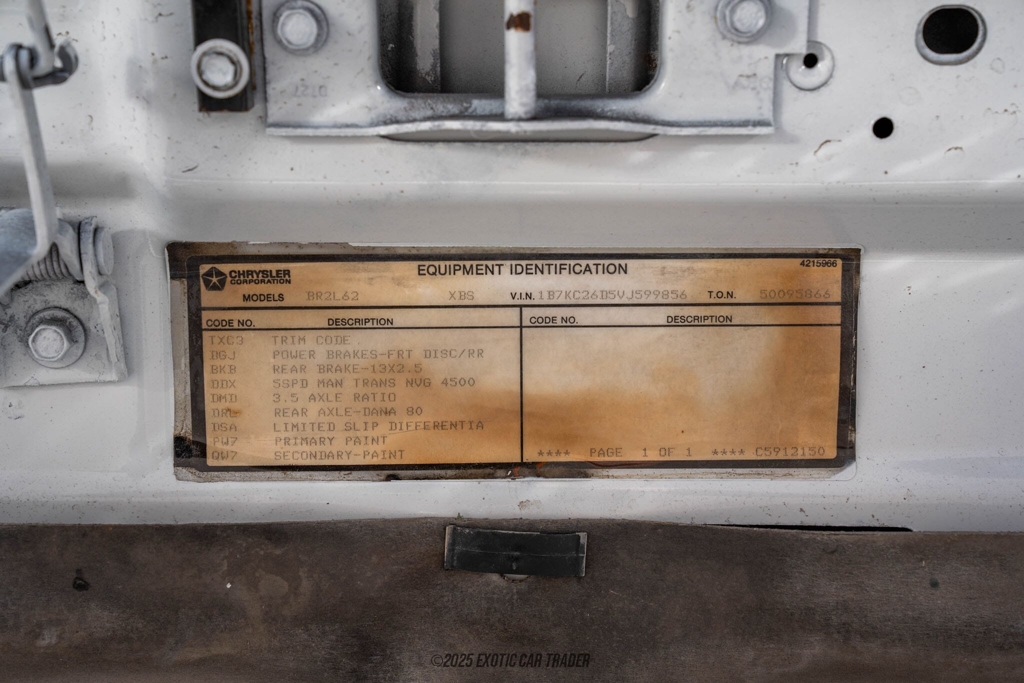 1210
CHRYSLER CORPORATION
EQUIPMENT IDENTIFICATION
4215966
MODELS BR2L62 XBS V.I.N. 1B7KC26D5VJ599856 T.O.N. 50095866
CODE NO. DESCRIPTION CODE NO. DESCRIPTION
TXC3 TRIM CODE
BGJ POWER BRAKES-FRT DISC/RR
BKB REAR BRAKE-13X2.5
DDX 5SPD MAN TRANS NVG 4500
DMD 3.5 AXLE RATIO
DRL REAR AXLE-DANA 80
DSA LIMITED SLIP DIFFERENTIA
PW7 PRIMARY PAINT
QW7 SECONDARY-PAINT
**** PAGE 1 OF 1 **** C5912150
©2025 EXOTIC CAR TRADER